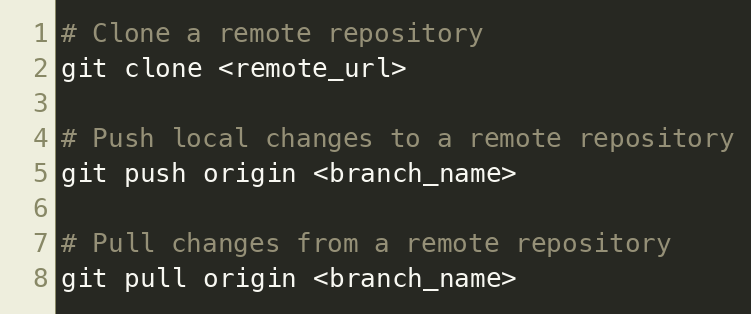 1 # Clone a remote repository
2 git clone <remote_url>
3
4 # Push local changes to a remote repository
5 git push origin <branch_name>
6
7 # Pull changes from a remote repository
8 git pull origin <branch_name>